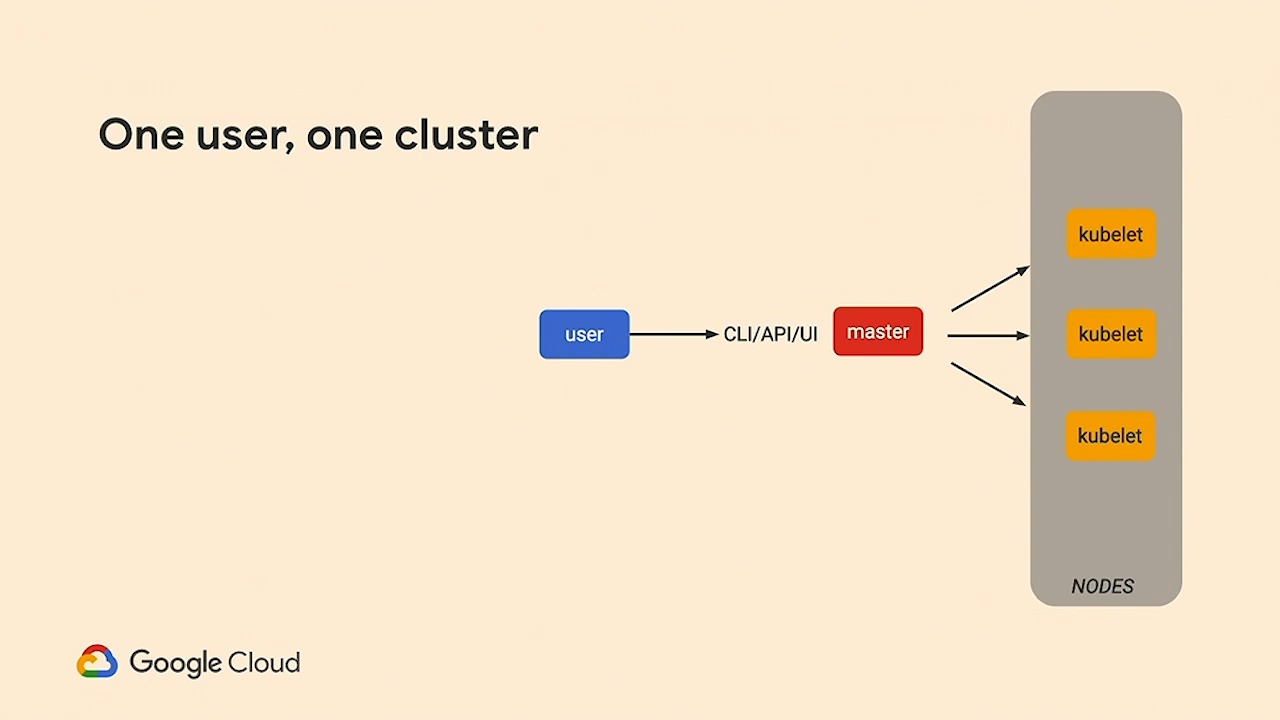 One user, one cluster
kubelet
user
CLI/API/UI
master
kubelet
kubelet
NODES
Google Cloud